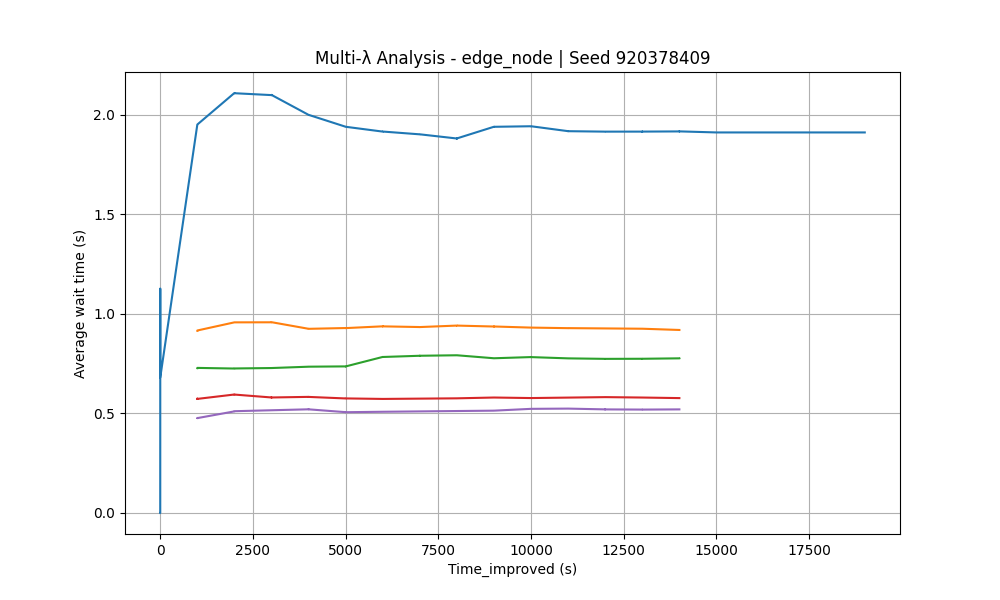 Multi-λ Analysis - edge_node | Seed 920378409
Average wait time (s)
2.0
1.5
1.0
0.5
0.0
0 2500 5000 7500 10000 12500 15000 17500
Time_improved (s)